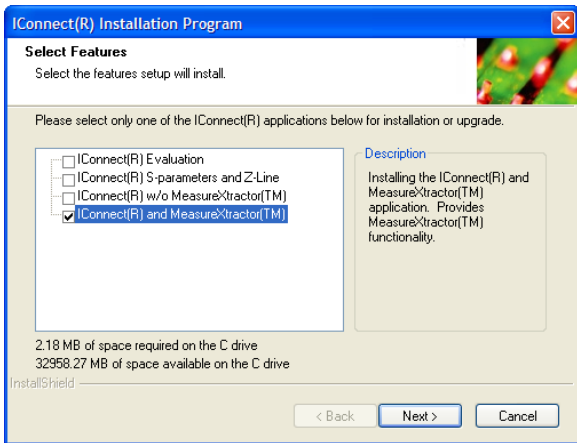 IConnect(R) Installation Program
Select Features
Select the features setup will install.
Please select only one of the IConnect(R) applications below for installation or upgrade.
IConnect(R) Evaluation
IConnect(R) S-parameters and Z-Line
IConnect(R) w/o MeasureXtractor(TM)
IConnect(R) and MeasureXtractor(TM)
Description
Installing the IConnect(R) and
MeasureXtractor(TM)
application. Provides
MeasureXtractor(TM)
functionality.
2.18 MB of space required on the C drive
32958.27 MB of space available on the C drive
InstallShield
< Back
Next >
Cancel